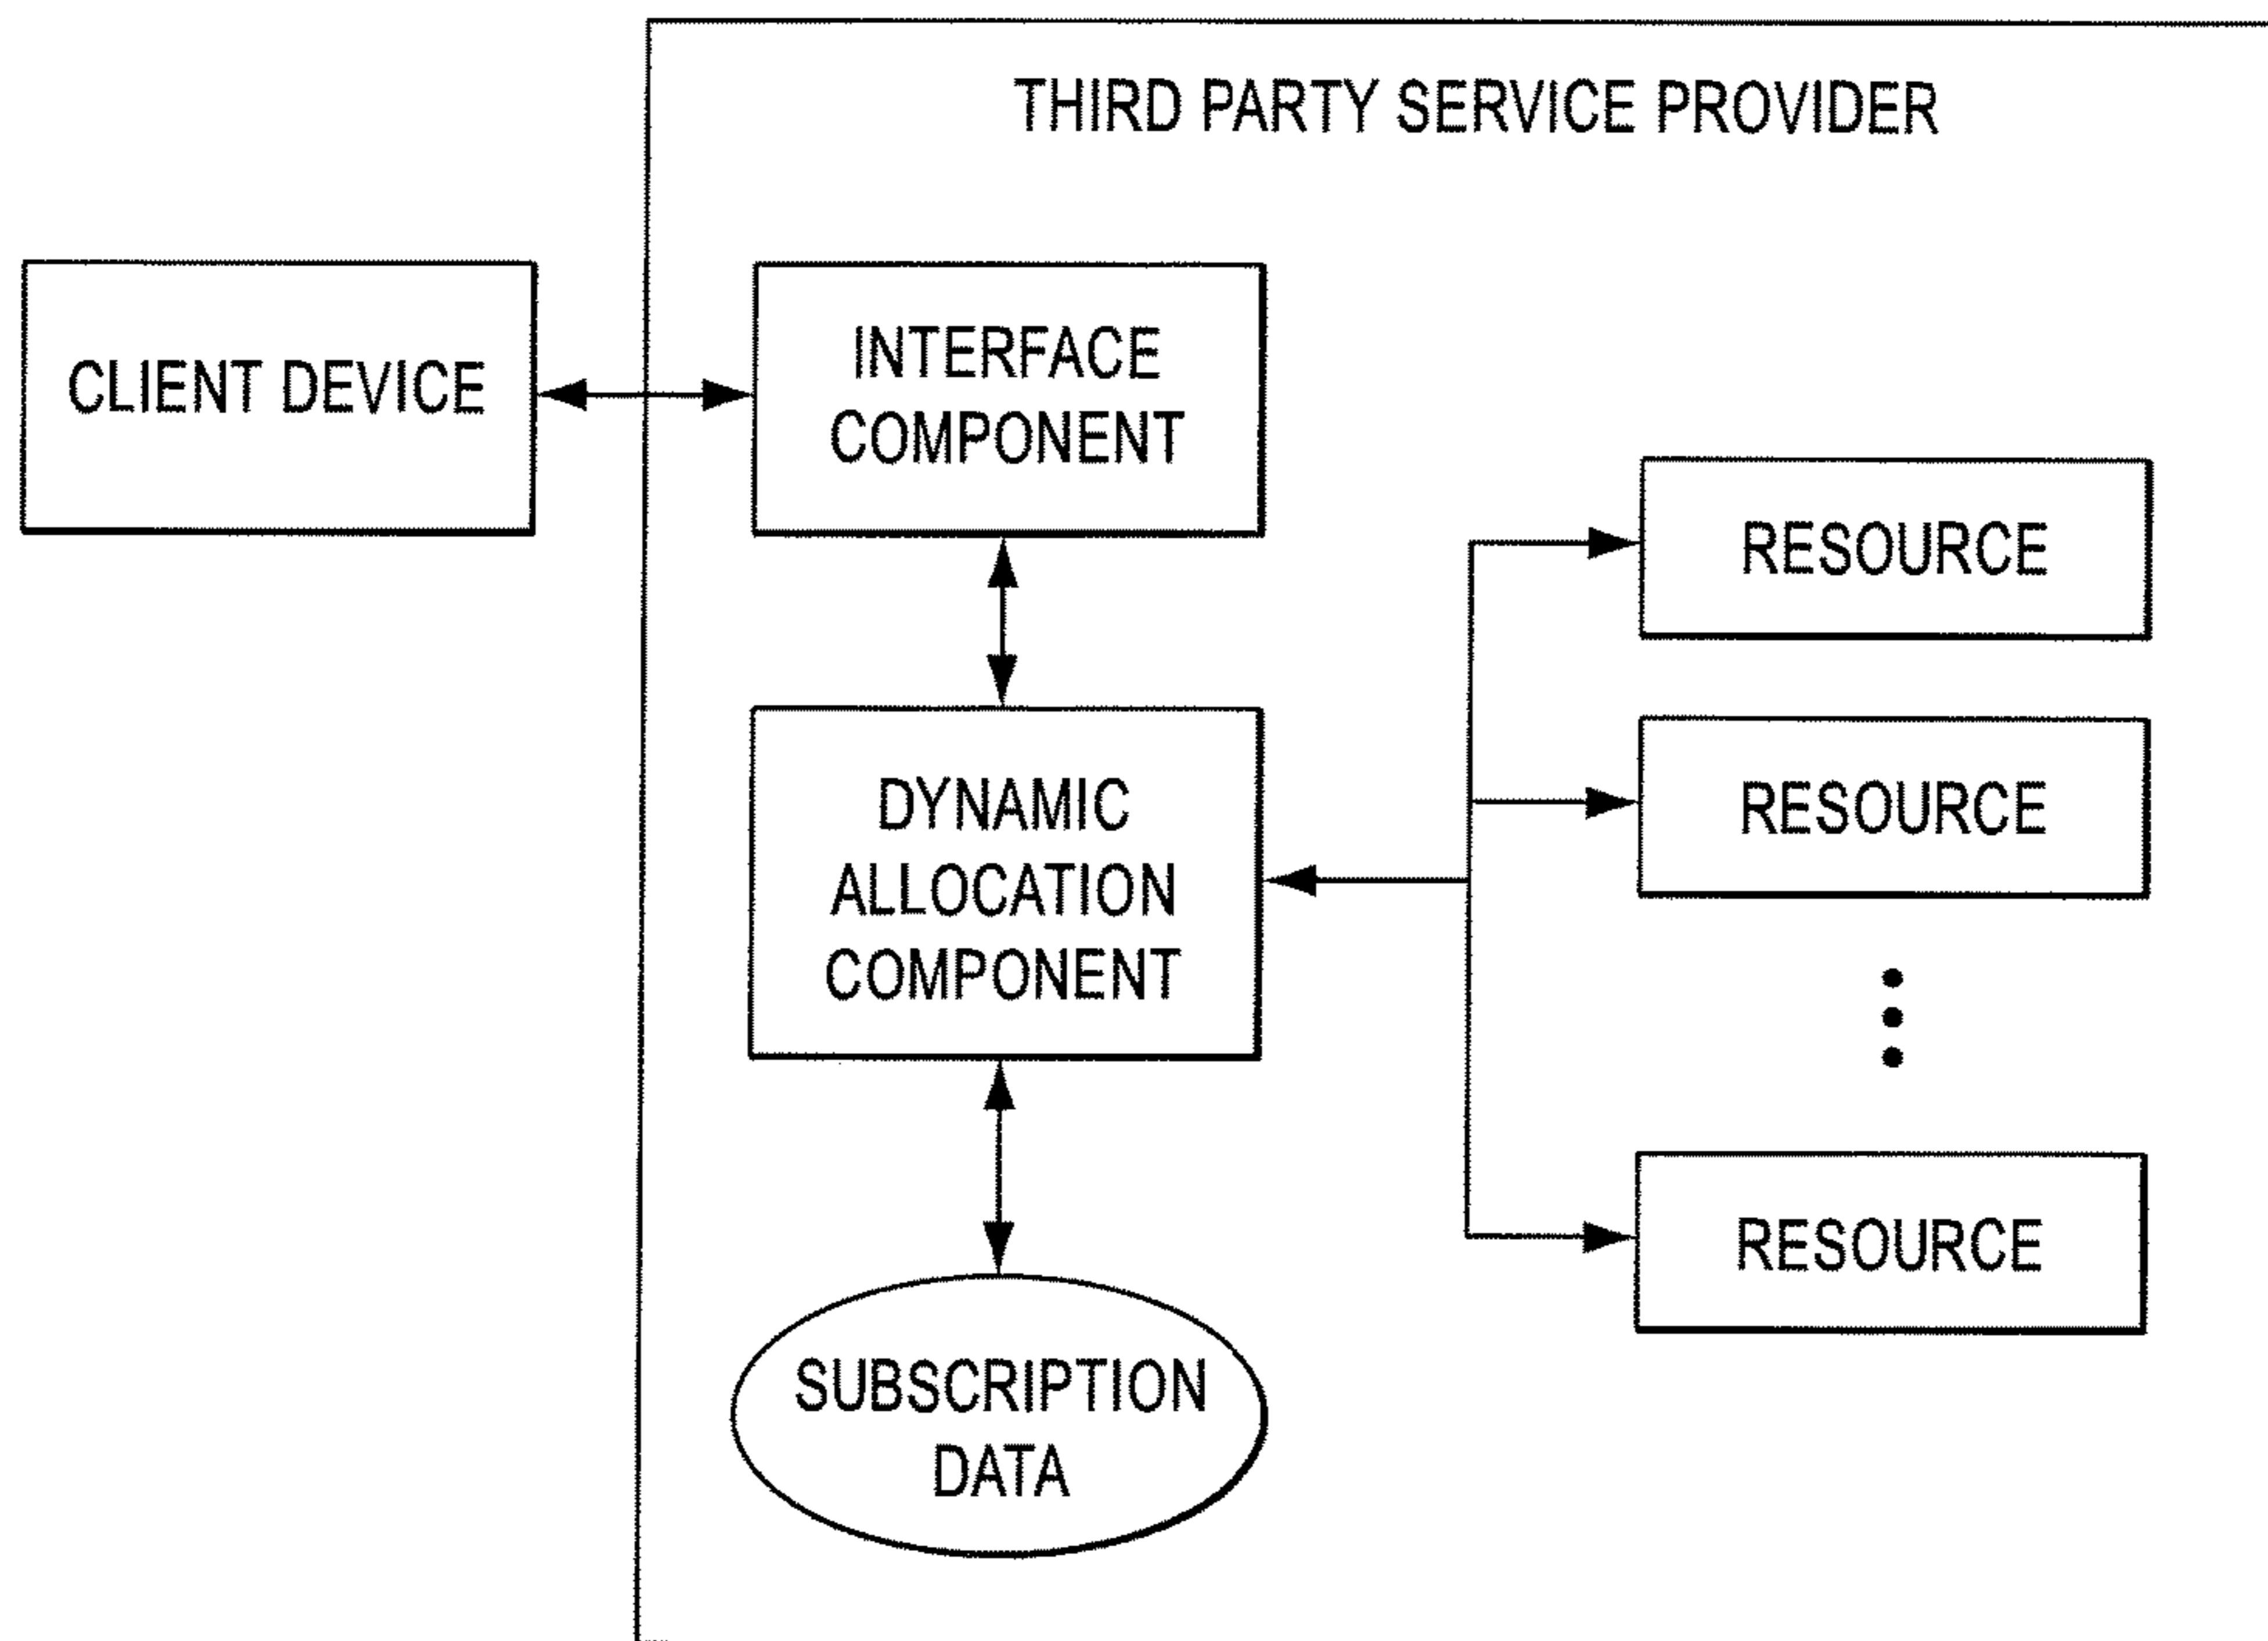 THIRD PARTY SERVICE PROVIDER
CLIENT DEVICE
INTERFACE
COMPONENT
RESOURCE
DYNAMIC
ALLOCATION
COMPONENT
RESOURCE
RESOURCE
SUBSCRIPTION
DATA